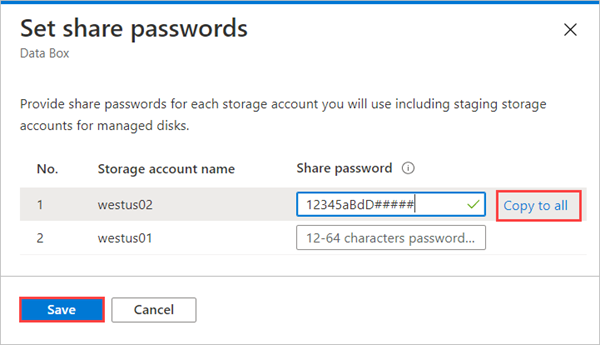 Set share passwords
Data Box
Provide share passwords for each storage account you will use including staging storage
accounts for managed disks.
No. Storage account name Share password
1 westus02 12345aBdD##### Copy to all
2 westus01 12-64 characters password...
Save Cancel